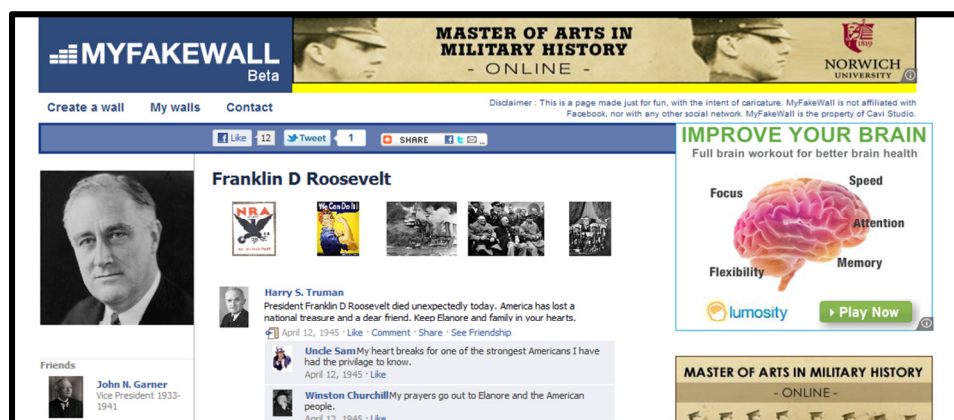 MYFAKEWALL
Beta
MASTER OF ARTS IN
MILITARY HISTORY
- ONLINE -
1819
NORWICH
UNIVERSITY
Create a wall My walls Contact
Disclaimer : This is a page made just for fun, with the intent of caricature. MyFakeWall is not affiliated with
Facebook, nor with any other social network. MyFakeWall is the property of Cavi Studio.
Like 12 Tweet 1 SHARE
IMPROVE YOUR BRAIN
Full brain workout for better brain health
Focus
Speed
Attention
Memory
Flexibility
lumosity
Play Now
Franklin D Roosevelt
NRA
We Can Do It!
Harry S. Truman
President Franklin D Roosevelt died unexpectedly today. America has lost a
national treasure and a dear friend. Keep Elanore and family in your hearts.
April 12, 1945 · Like · Comment · Share · See Friendship
Uncle Sam My heart breaks for one of the strongest Americans I have
had the privilage to know.
April 12, 1945 · Like
Winston Churchill My prayers go out to Elanore and the American
people.
April 12, 1945 · Like
Friends
John N. Garner
Vice President 1933-
1941
MASTER OF ARTS IN MILITARY HISTORY
- ONLINE -